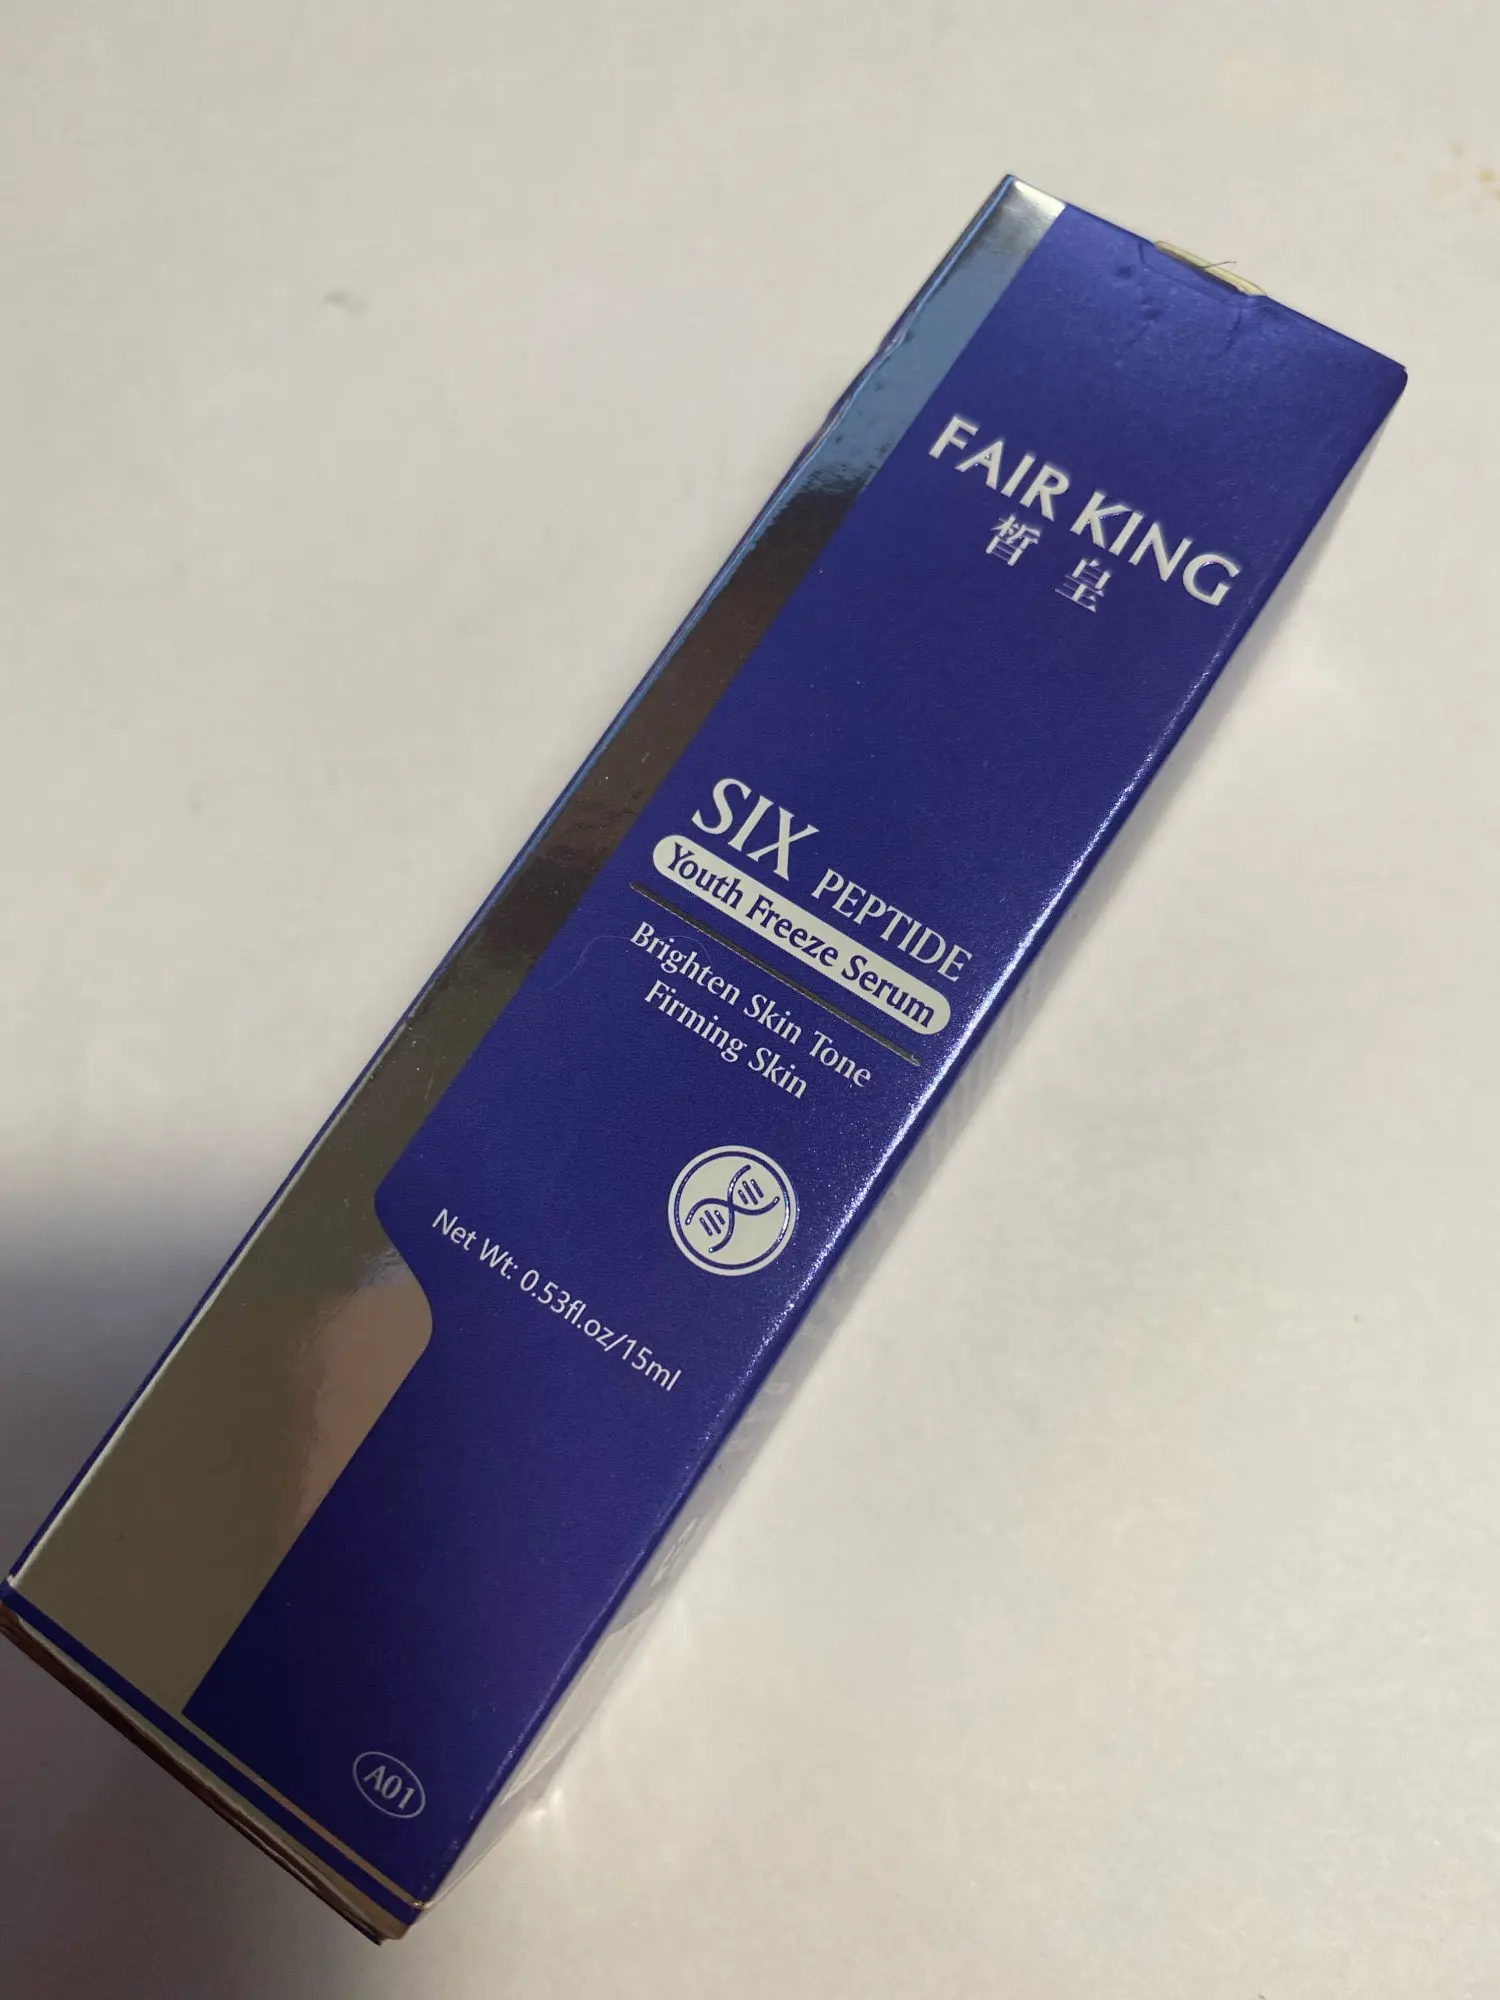 FAIR KING
皙皇
SIX PEPTIDE
Youth Freeze Serum
Brighten Skin Tone
Firming Skin
Net Wt: 0.53fl.oz/15ml
A01